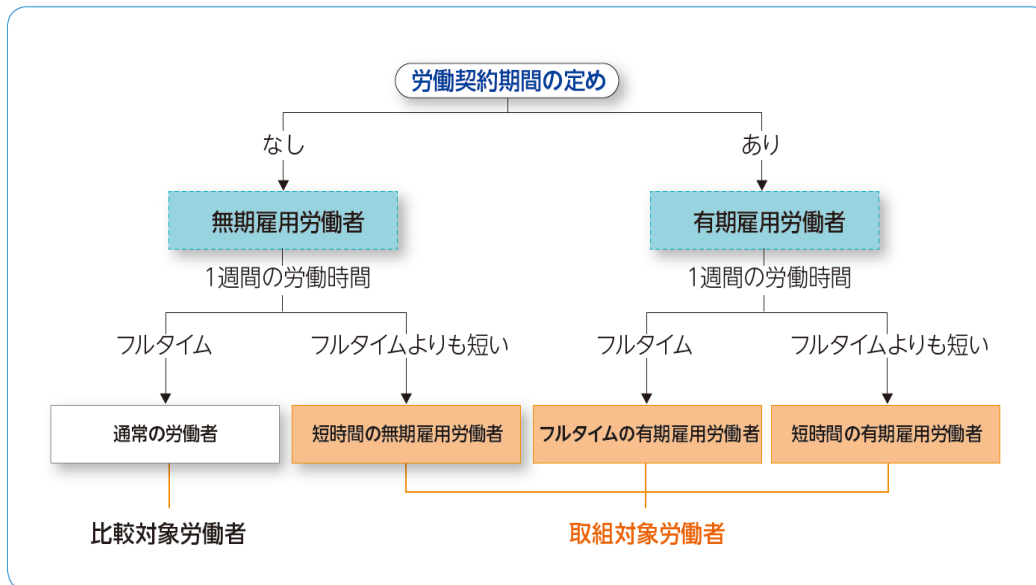 労働契約期間の定め
なし
あり
無期雇用労働者
有期雇用労働者
1週間の労働時間
1週間の労働時間
フルタイム
フルタイムよりも短い
フルタイム
フルタイムよりも短い
通常の労働者
短時間の無期雇用労働者
フルタイムの有期雇用労働者
短時間の有期雇用労働者
比較対象労働者
取組対象労働者